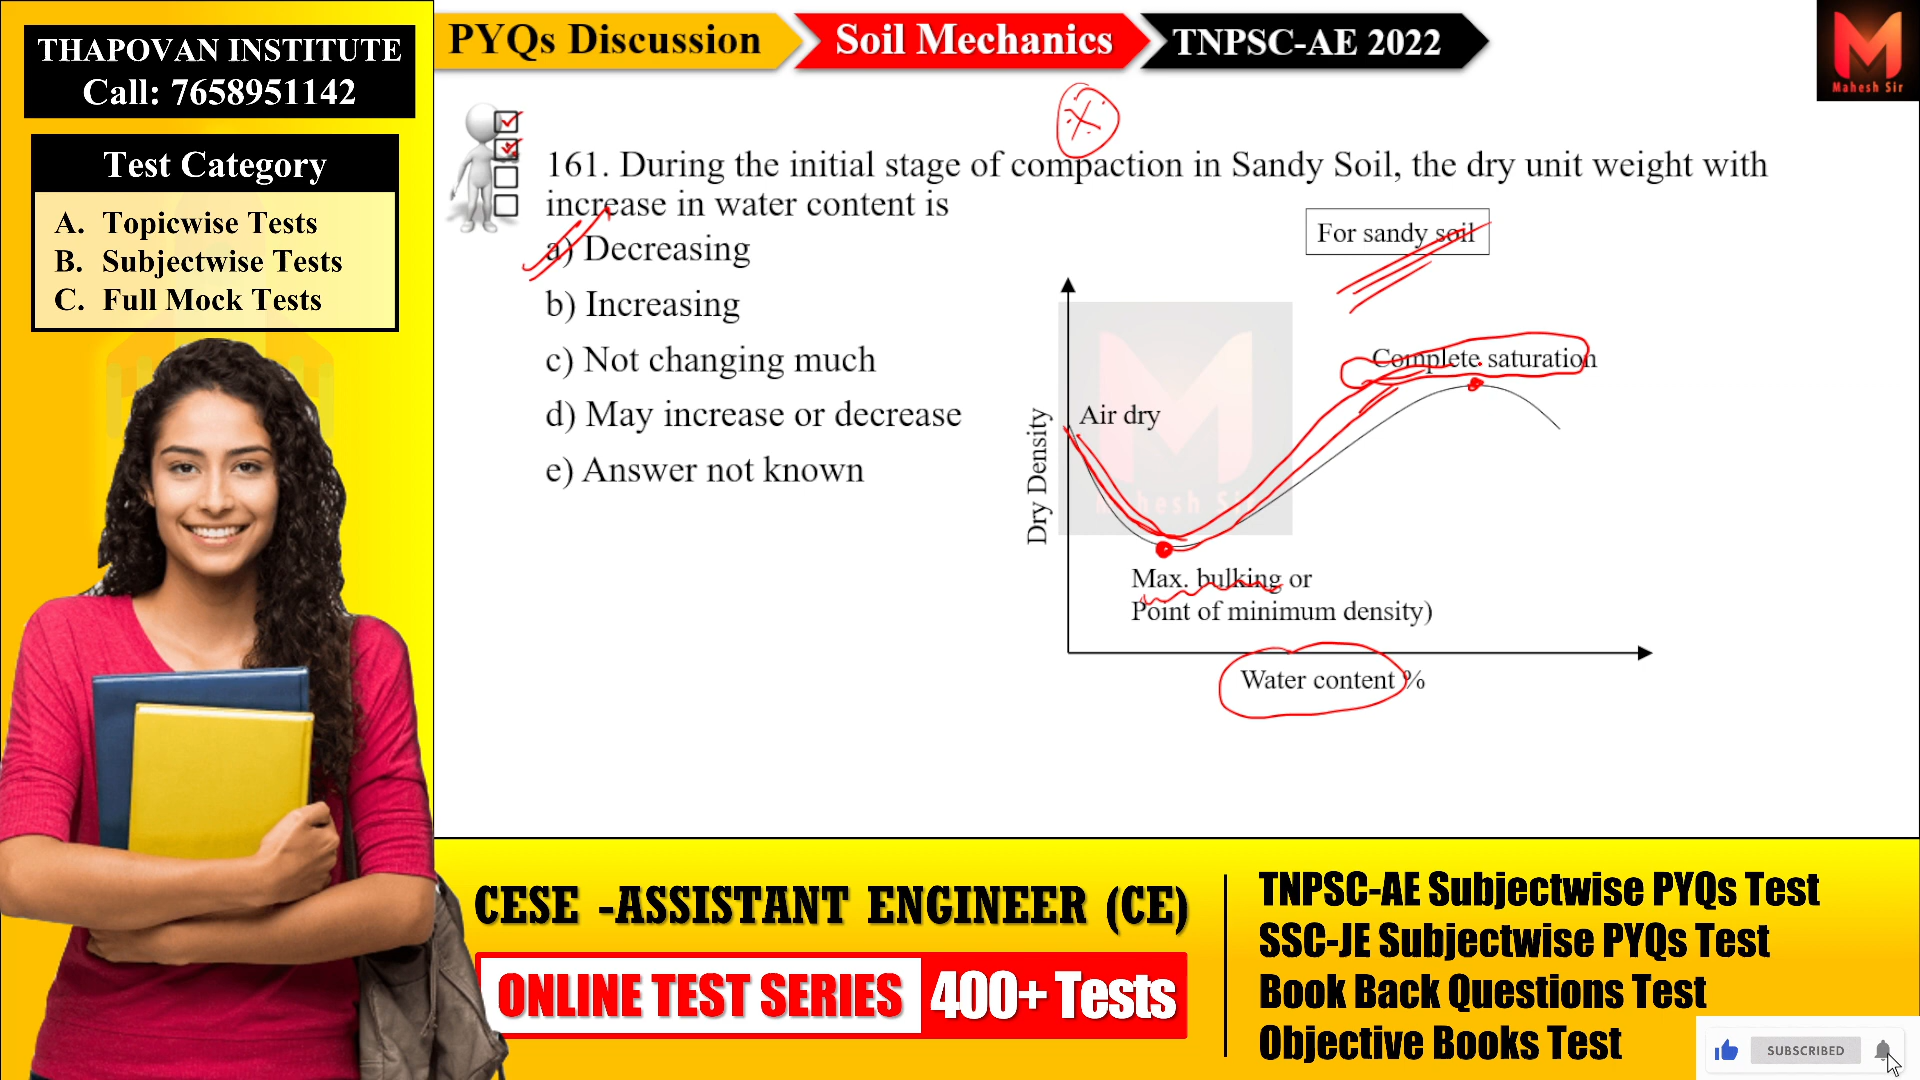 THAPOVAN INSTITUTE
Call: 7658951142
Test Category
A. Topicwise Tests
B. Subjectwise Tests
C. Full Mock Tests
PYQs Discussion
Soil Mechanics
TNPSC-AE 2022
Mahesh Sir
161. During the initial stage of compaction in Sandy Soil, the dry unit weight with
increase in water content is
a) Decreasing
b) Increasing
c) Not changing much
d) May increase or decrease
e) Answer not known
For sandy soil
Complete saturation
Air dry
Dry Density
Mahesh Sir
Max. bulking or
Point of minimum density)
Water content %
CESE -ASSISTANT ENGINEER (CE)
ONLINE TEST SERIES 400+ Tests
TNPSC-AE Subjectwise PYQs Test
SSC-JE Subjectwise PYQs Test
Book Back Questions Test
Objective Books Test
SUBSCRIBED